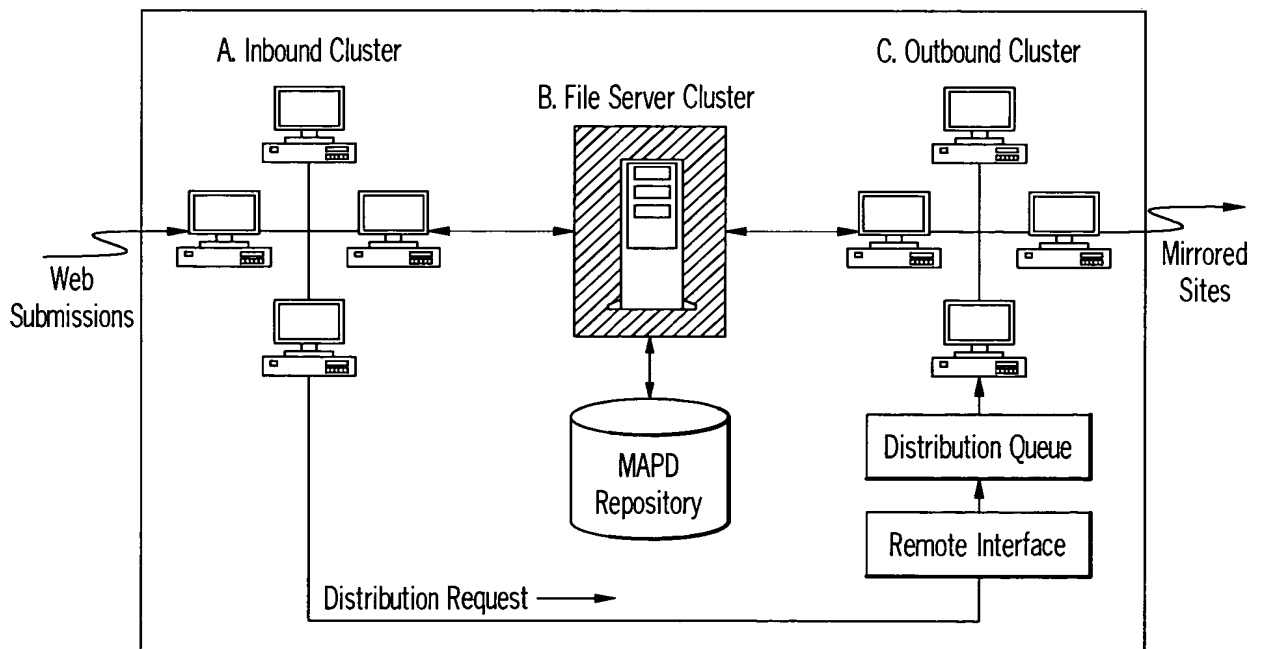 A. Inbound Cluster
B. File Server Cluster
C. Outbound Cluster
Web
Submissions
Mirrored
Sites
MAPD
Repository
Distribution Queue
Remote Interface
Distribution Request